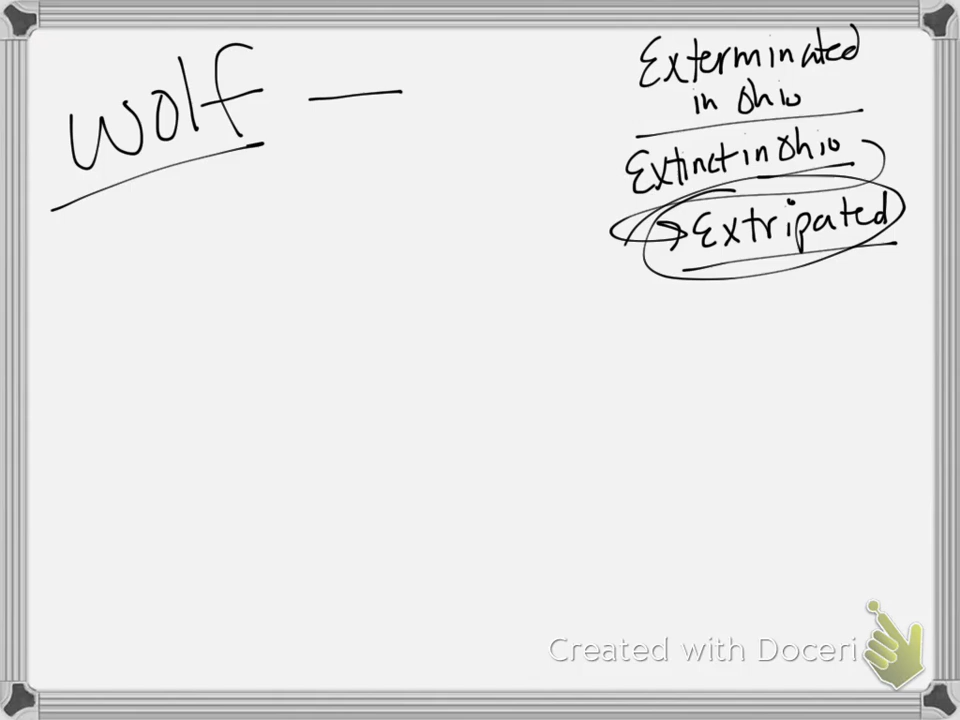 wolf —
Exterminated
in Ohio
Extinct in Ohio
Extripated
Created with Doceri